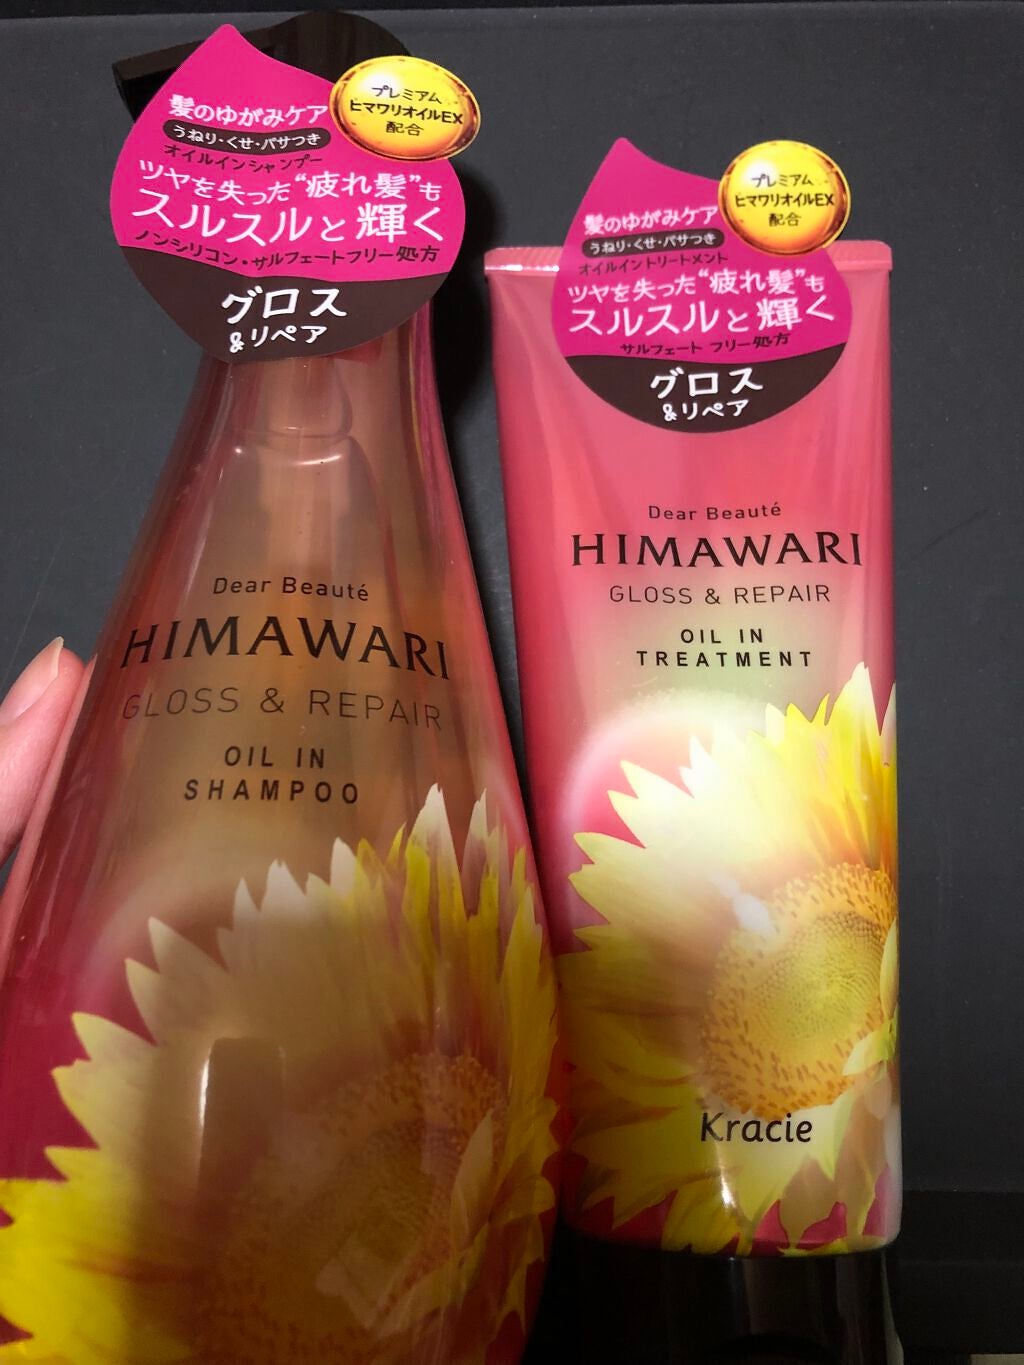 髪のゆがみケア
うねり・くせ・パサつき
オイルインシャンプー
ツヤを失った“疲れ髪”も
スルスルと輝く
ノンシリコン・サルフェートフリー処方
グロス
&リペア
プレミアム
ヒマワリオイルEX
配合
Dear Beauté
HIMAWARI
GLOSS & REPAIR
OIL IN
SHAMPOO
髪のゆがみケア
うねり・くせ・パサつき
オイルイントリートメント
ツヤを失った“疲れ髪”も
スルスルと輝く
サルフェート フリー処方
グロス
&リペア
プレミアム
ヒマワリオイルEX
配合
Dear Beauté
HIMAWARI
GLOSS & REPAIR
OIL IN
TREATMENT
Kracie